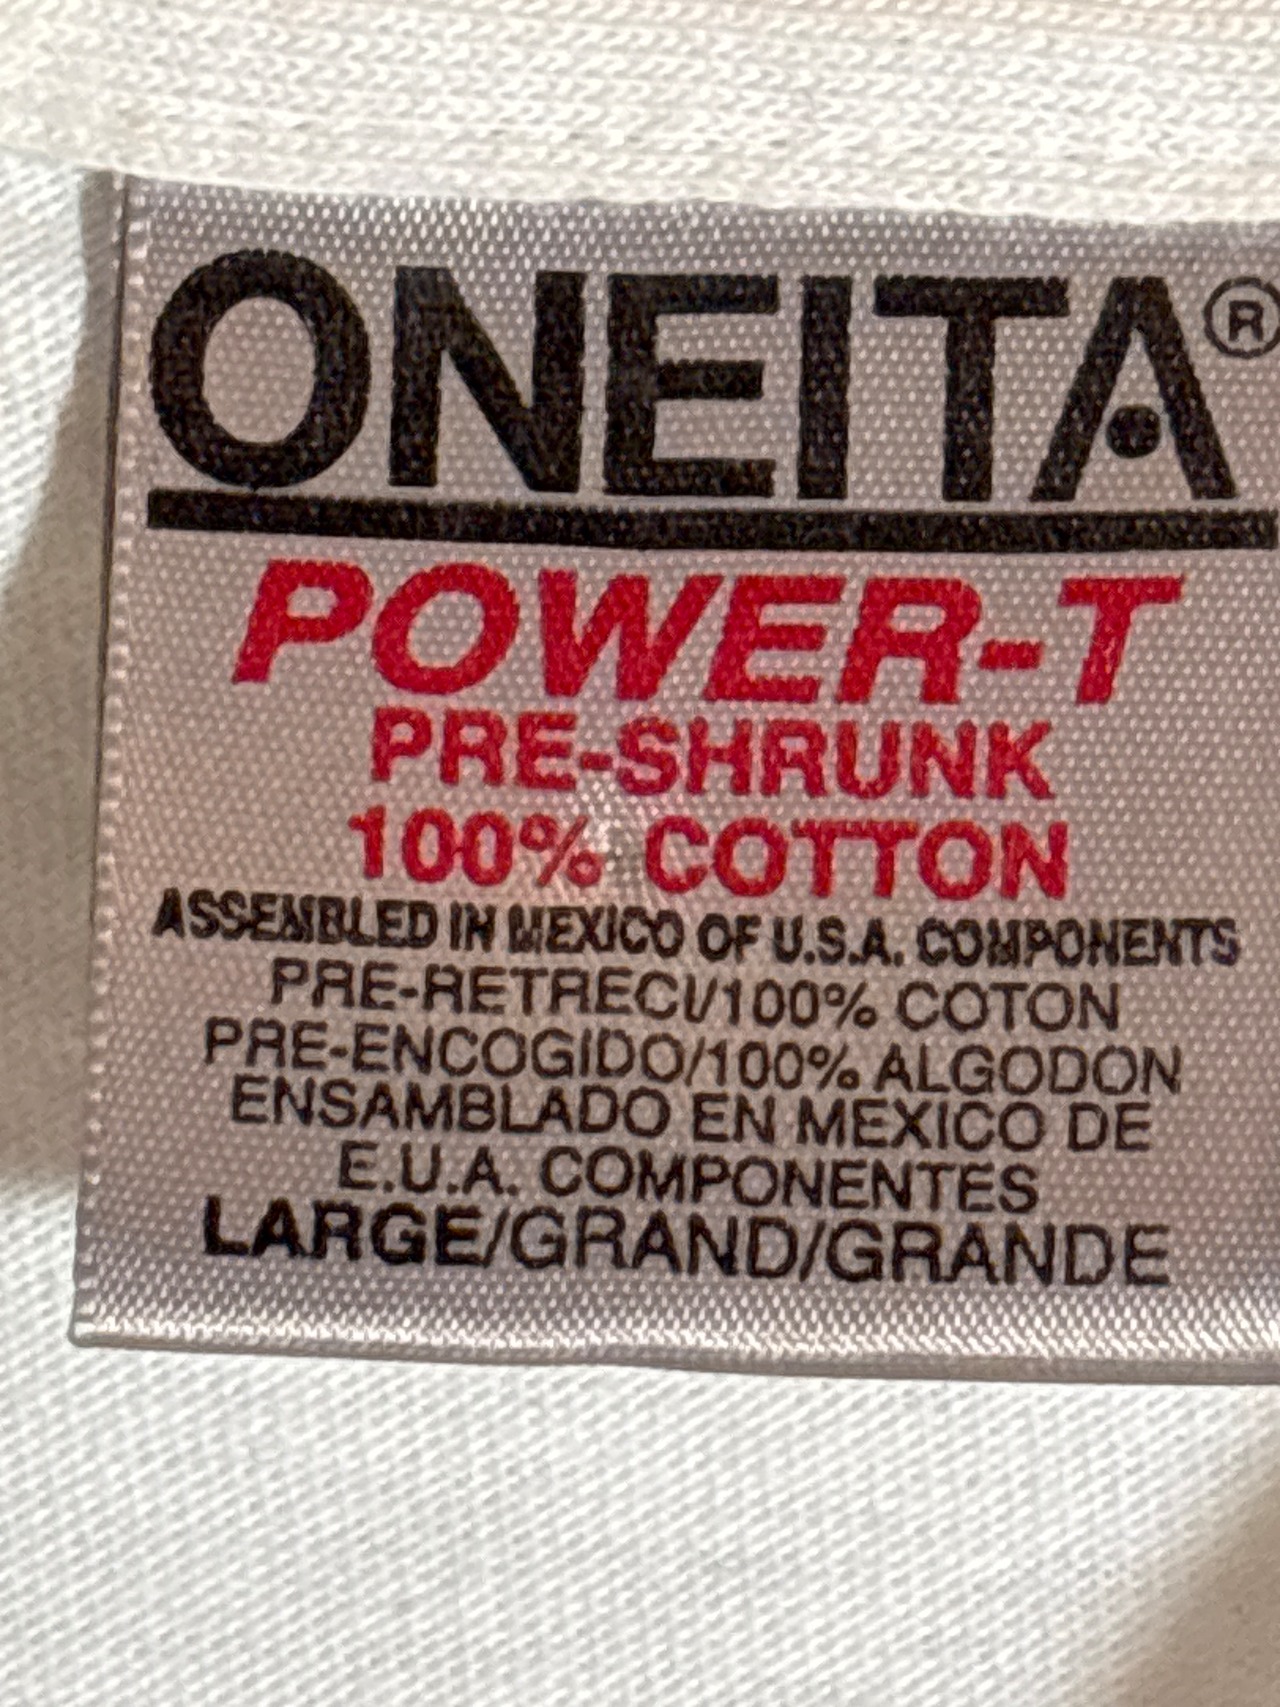 ONEITA®
POWER-T
PRE-SHRUNK
100% COTTON
ASSEMBLED IN MEXICO OF U.S.A. COMPONENTS
PRE-RETRECI/100% COTON
PRE-ENCOGIDO/100% ALGODON
ENSAMBLADO EN MEXICO DE
E.U.A. COMPONENTES
LARGE/GRAND/GRANDE